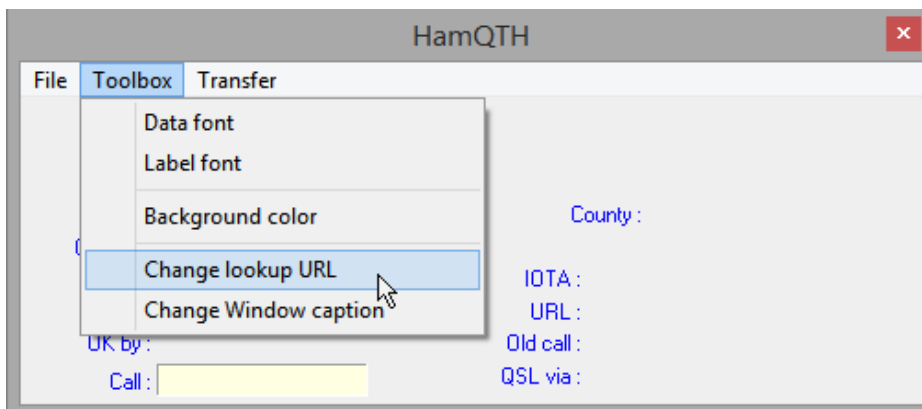 HamQTH
File Toolbox Transfer
Data font
Label font
Background color
County :
Change lookup URL
IOTA :
Change Window caption
URL :
UK by :
Old call :
Call :
QSL via :